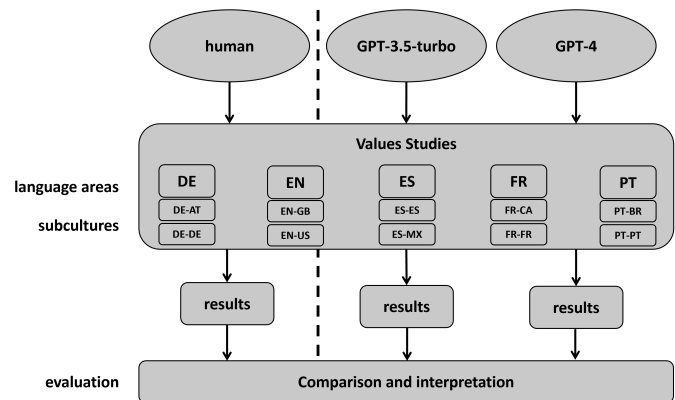 human
GPT-3.5-turbo
GPT-4
Values Studies
language areas
DE
EN
ES
FR
PT
subcultures
DE-AT
EN-GB
ES-ES
FR-CA
PT-BR
DE-DE
EN-US
ES-MX
FR-FR
PT-PT
results
results
results
evaluation
Comparison and interpretation